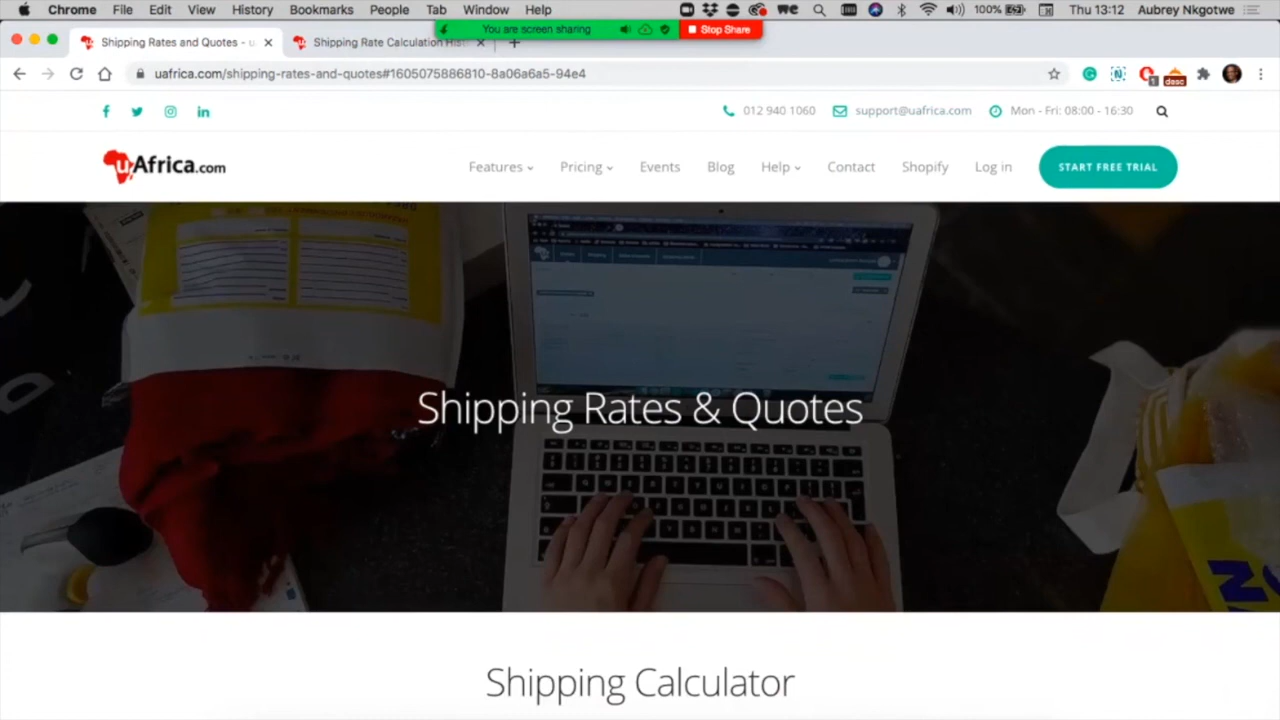 Chrome File Edit View History Bookmarks People Tab Window Help 100% Thu 13:12 Aubrey Nkgotwe
You are screen sharing Stop Share
Shipping Rates and Quotes - u
Shipping Rate Calculation Hist
uafrica.com/shipping-rates-and-quotes#1605075886810-8a06a6a5-94e4
1 desc
012 940 1060 support@uafrica.com Mon - Fri: 08:00 - 16:30
uAfrica.com
Features Pricing Events Blog Help Contact Shopify Log in START FREE TRIAL
Shipping Rates & Quotes
Shipping Calculator